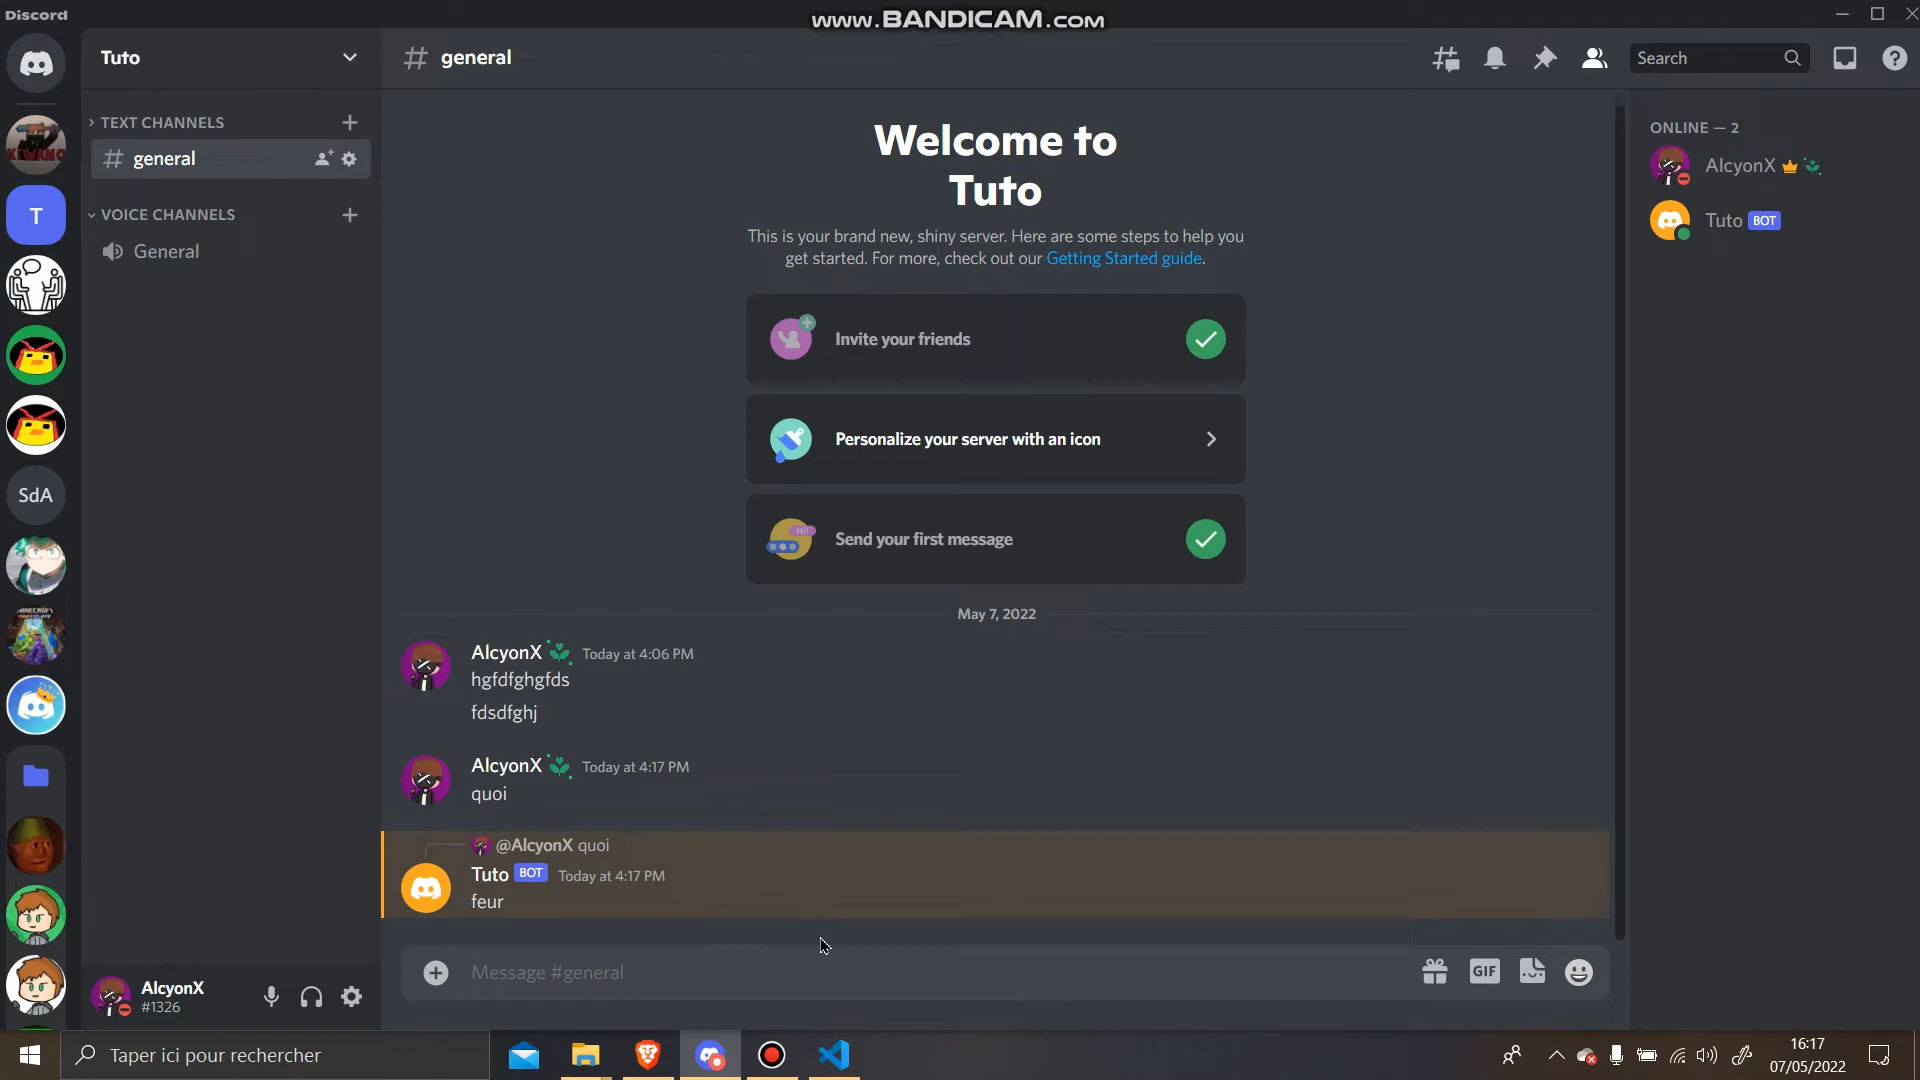 Discord
www.BANDICAM.com
Tuto
general
Search
TEXT CHANNELS
general
VOICE CHANNELS
General
T
SdA
Welcome to
Tuto
This is your brand new, shiny server. Here are some steps to help you
get started. For more, check out our Getting Started guide.
Invite your friends
Personalize your server with an icon
Hi!
Send your first message
May 7, 2022
AlcyonX Today at 4:06 PM
hgfdfghgfds
fdsdfghj
AlcyonX Today at 4:17 PM
quoi
@AlcyonX quoi
Tuto BOT Today at 4:17 PM
feur
Message #general
GIF
ONLINE — 2
AlcyonX
Tuto BOT
AlcyonX
#1326
Taper ici pour rechercher
16:17
07/05/2022